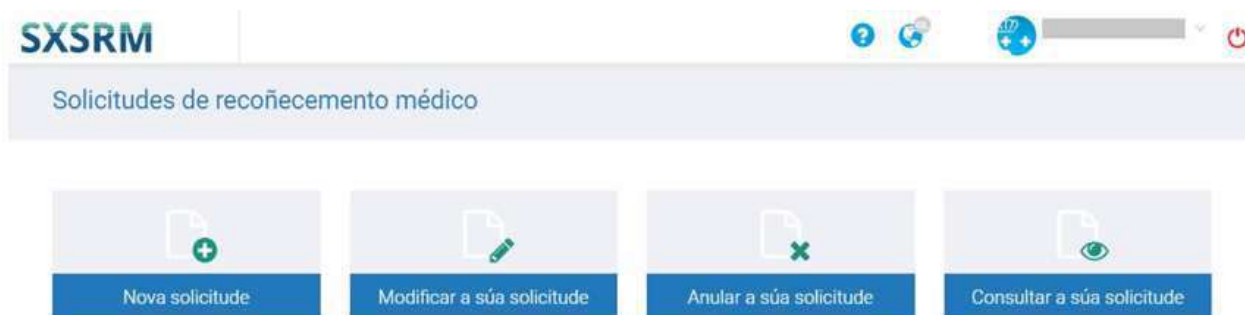 SXSRM
Solicitudes de recoñecemento médico
Nova solicitude
Modificar a súa solicitude
Anular a súa solicitude
Consultar a súa solicitude